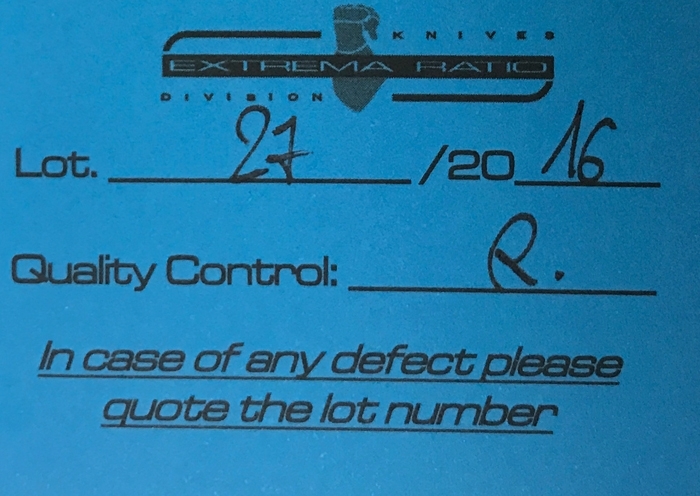 KNIVES
EXTREMA RATIO
DIVISION
Lot. 27 /20 16
Quality Control: R.
In case of any defect please
quote the lot number